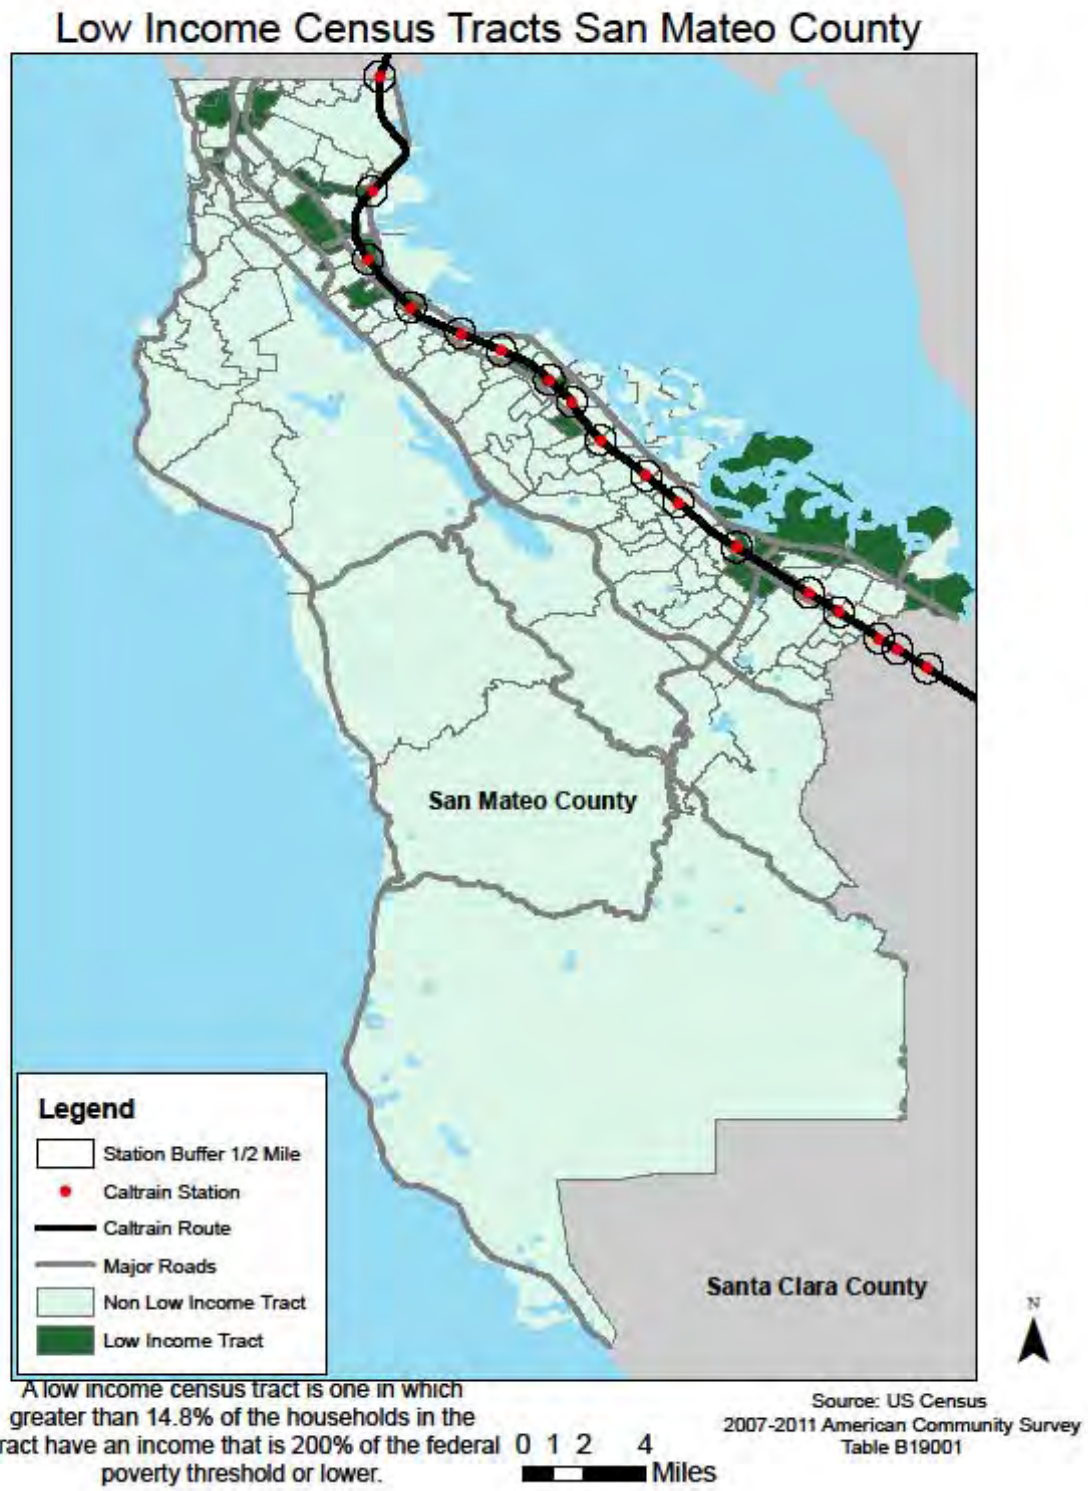 Low Income Census Tracts San Mateo County
San Mateo County
Santa Clara County
Legend
Station Buffer 1/2 Mile
Caltrain Station
Caltrain Route
Major Roads
Non Low Income Tract
Low Income Tract
N
A low income census tract is one in which
greater than 14.8% of the households in the
ract have an income that is 200% of the federal
poverty threshold or lower.
0 1 2 4
Miles
Source: US Census
2007-2011 American Community Survey
Table B19001